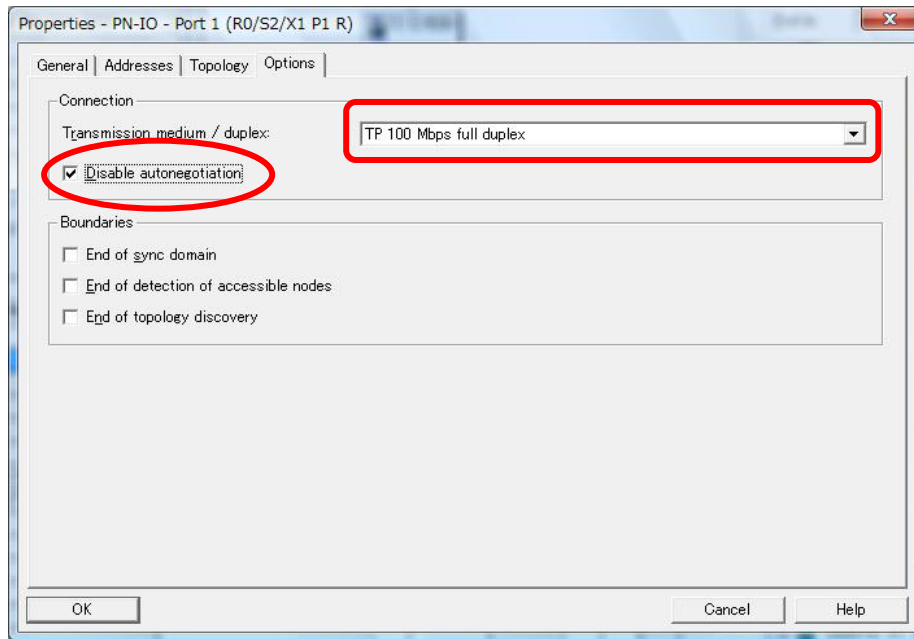 Properties - PN-IO - Port 1 (R0/S2/X1 P1 R)
General Addresses Topology Options
Connection
Transmission medium / duplex: TP 100 Mbps full duplex
Disable autonegotiation
Boundaries
End of sync domain
End of detection of accessible nodes
End of topology discovery
OK Cancel Help